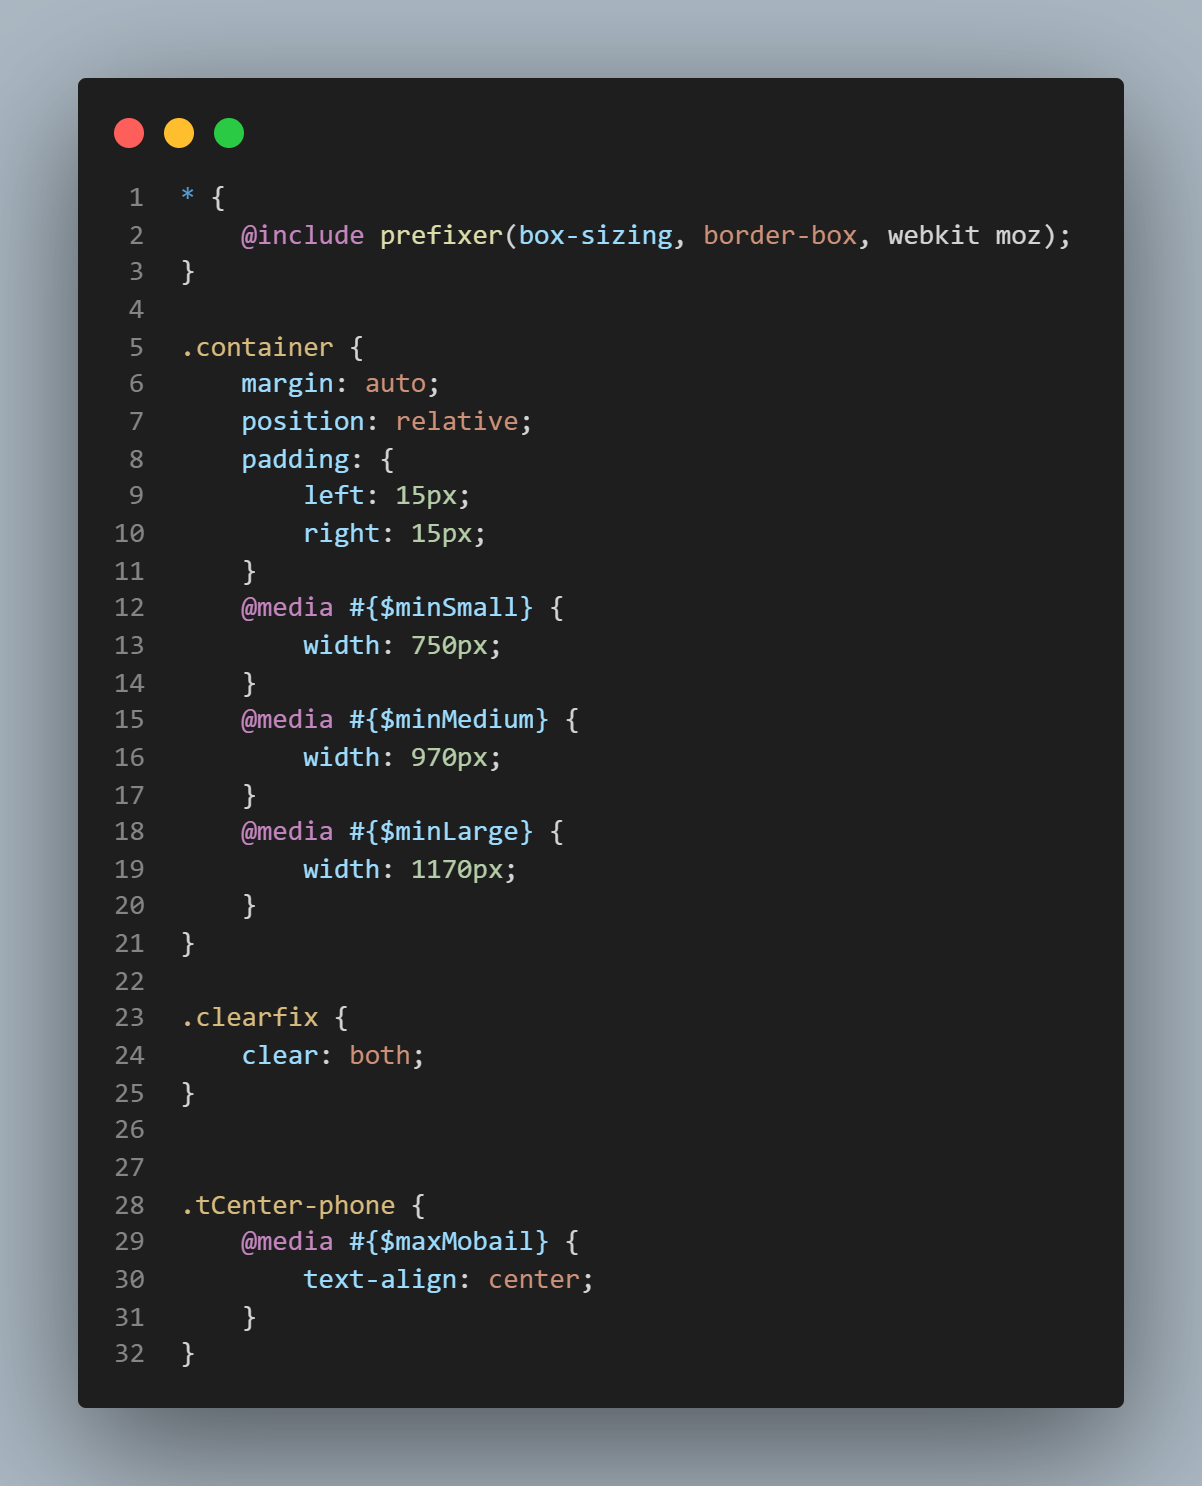 1 * {
2     @include prefixer(box-sizing, border-box, webkit moz);
3 }
4
5 .container {
6     margin: auto;
7     position: relative;
8     padding: {
9         left: 15px;
10         right: 15px;
11     }
12     @media #{$minSmall} {
13         width: 750px;
14     }
15     @media #{$minMedium} {
16         width: 970px;
17     }
18     @media #{$minLarge} {
19         width: 1170px;
20     }
21 }
22
23 .clearfix {
24     clear: both;
25 }
26
27
28 .tCenter-phone {
29     @media #{$maxMobail} {
30         text-align: center;
31     }
32 }